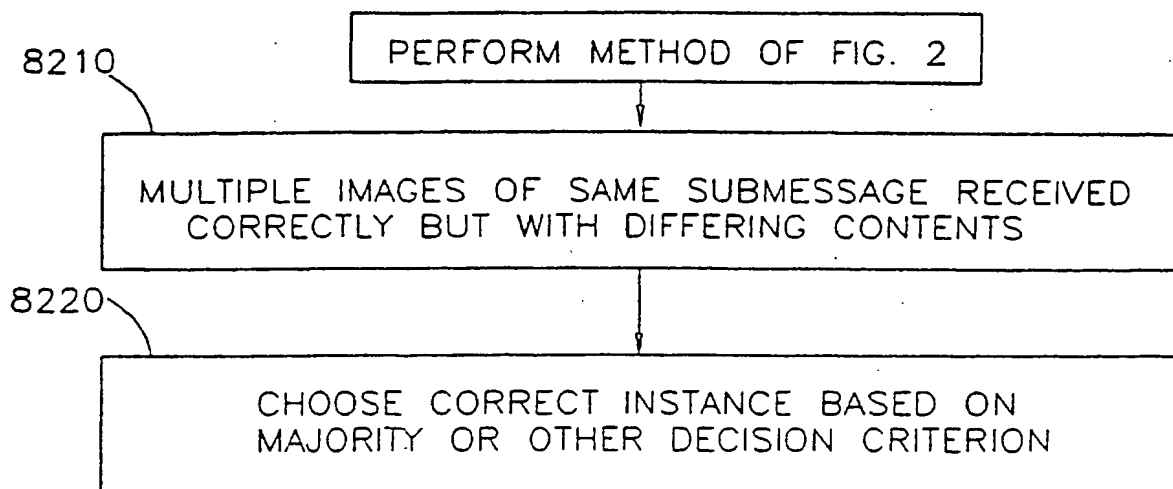 PERFORM METHOD OF FIG. 2
8210
MULTIPLE IMAGES OF SAME SUBMESSAGE RECEIVED
CORRECTLY BUT WITH DIFFERING CONTENTS
8220
CHOOSE CORRECT INSTANCE BASED ON
MAJORITY OR OTHER DECISION CRITERION